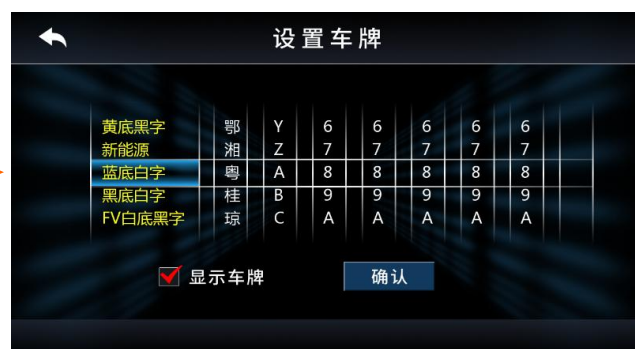 设置车牌
黄底黑字 鄂 Y 6 6 6 6 6
新能源 湘 Z 7 7 7 7 7
蓝底白字 粤 A 8 8 8 8 8
黑底白字 桂 B 9 9 9 9 9
FV白底黑字 琼 C A A A A A
显示车牌 确认